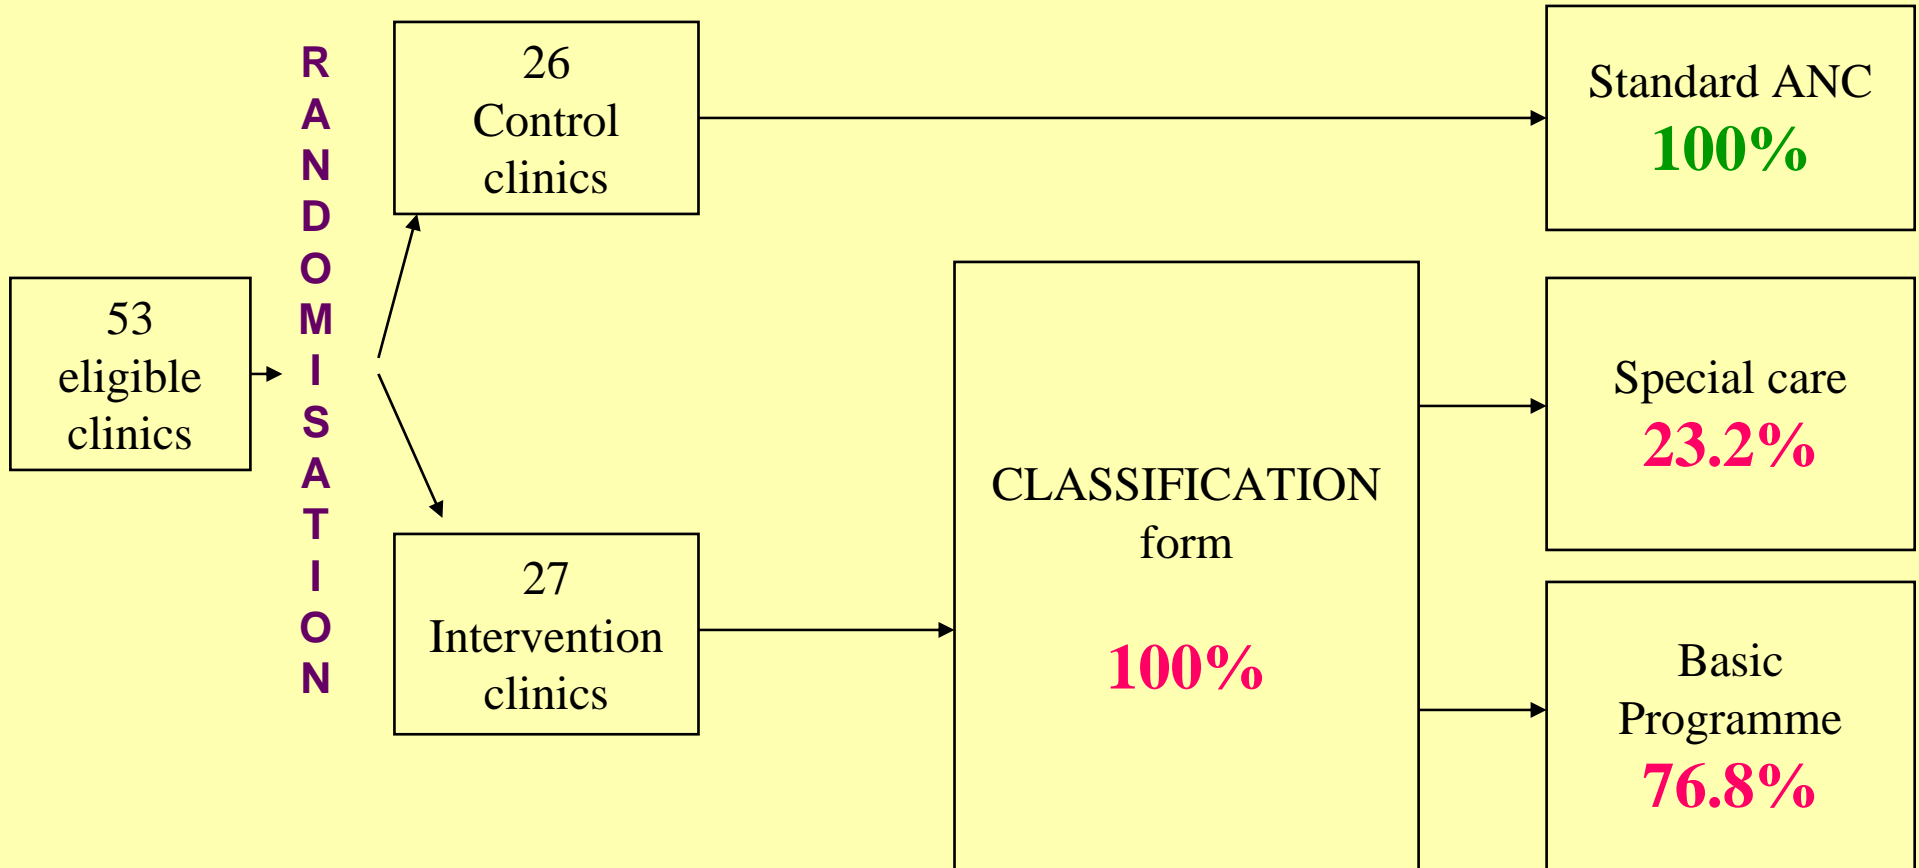 53
eligible
clinics
R
A
N
D
O
M
I
S
A
T
I
O
N
26
Control
clinics
27
Intervention
clinics
CLASSIFICATION
form
100%
Standard ANC
100%
Special care
23.2%
Basic
Programme
76.8%